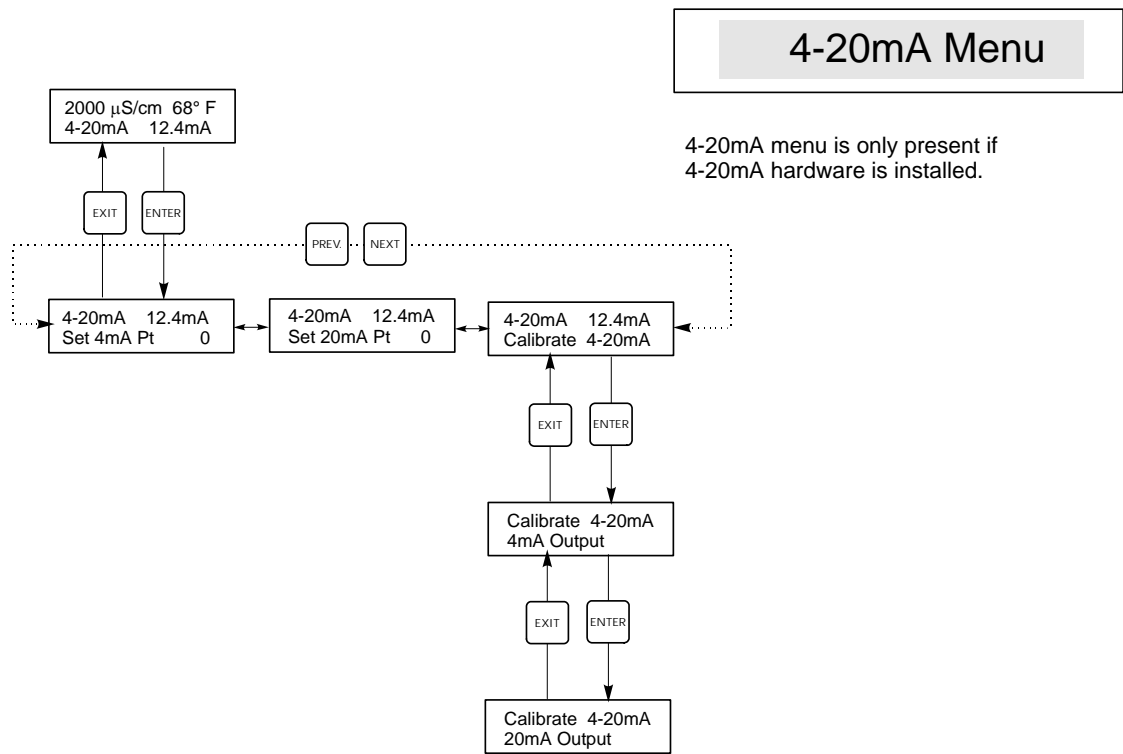 4-20mA Menu
2000 μS/cm 68° F
4-20mA 12.4mA
4-20mA menu is only present if
4-20mA hardware is installed.
EXIT
ENTER
PREV.
NEXT
4-20mA 12.4mA
Set 4mA Pt 0
4-20mA 12.4mA
Set 20mA Pt 0
4-20mA 12.4mA
Calibrate 4-20mA
EXIT
ENTER
Calibrate 4-20mA
4mA Output
EXIT
ENTER
Calibrate 4-20mA
20mA Output